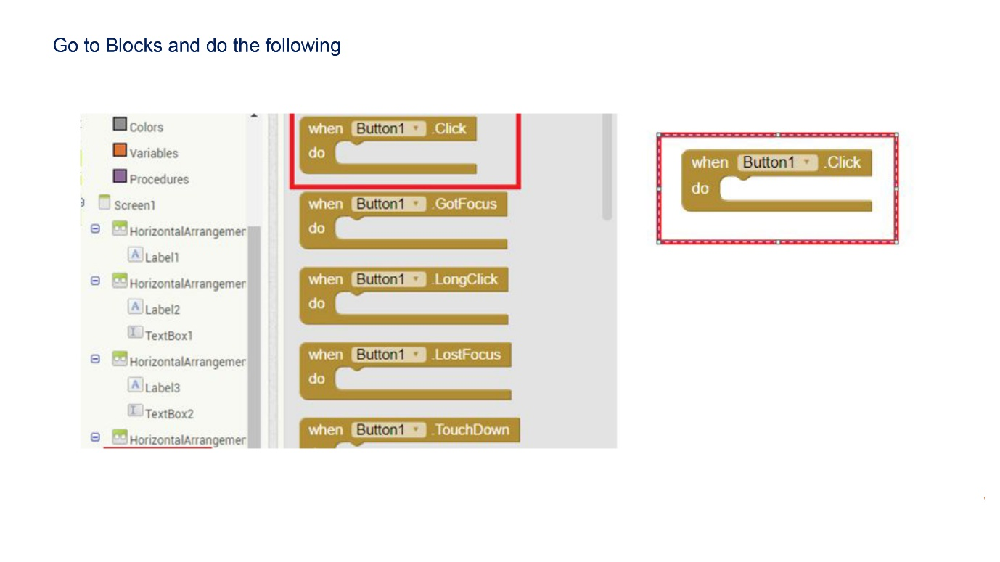 Go to Blocks and do the following
Colors
Variables
Procedures
Screen1
HorizontalArrangemer
Label1
HorizontalArrangemer
Label2
TextBox1
HorizontalArrangemer
Label3
TextBox2
HorizontalArrangemer
when Button1 .Click
do
when Button1 .GotFocus
do
when Button1 .LongClick
do
when Button1 .LostFocus
do
when Button1 .TouchDown
when Button1 .Click
do